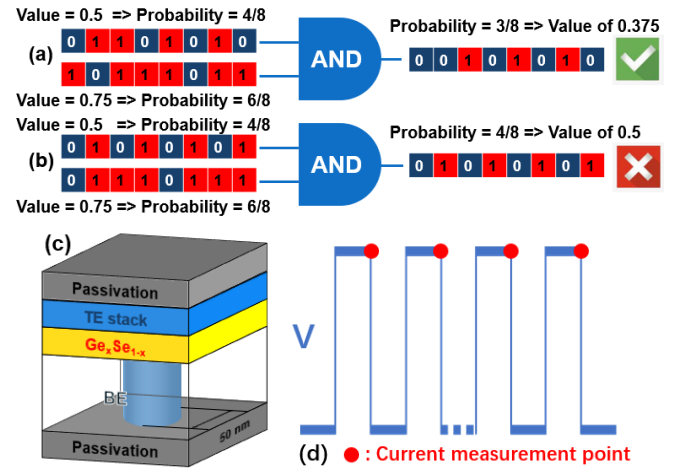 Value = 0.5 => Probability = 4/8
(a)
0 1 1 0 1 0 1 0
1 0 1 1 1 0 1 1
Value = 0.75 => Probability = 6/8
AND
Probability = 3/8 => Value of 0.375
0 0 1 0 1 0 1 0
Value = 0.5 => Probability = 4/8
(b)
0 1 0 1 0 1 0 1
0 1 1 1 0 1 1 1
Value = 0.75 => Probability = 6/8
AND
Probability = 4/8 => Value of 0.5
0 1 0 1 0 1 0 1
(c)
Passivation
TE stack
GexSe1-x
BE
50 nm
Passivation
V
(d)
: Current measurement point